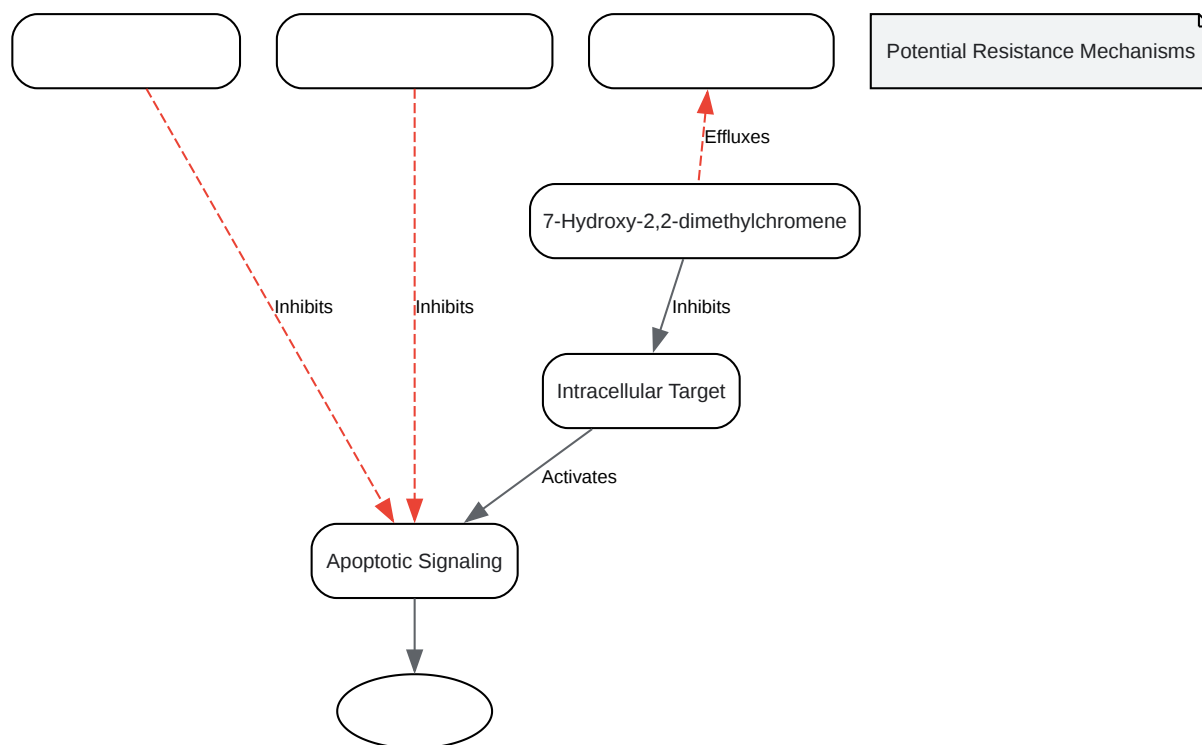 Potential Resistance Mechanisms
Effluxes
7-Hydroxy-2,2-dimethylchromene
Inhibits
Inhibits
Inhibits
Intracellular Target
Activates
Apoptotic Signaling